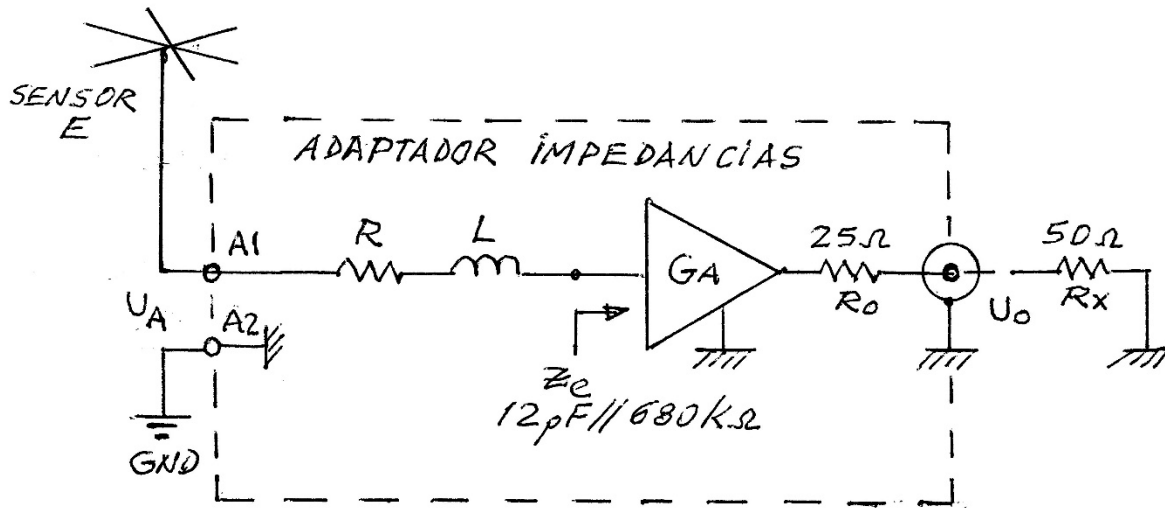 SENSOR
E
ADAPTADOR IMPEDANCIAS
A1
R
L
GA
25Ω
Ro
50Ω
Rx
UA
A2
Uo
Ze
12pF//680KΩ
GND